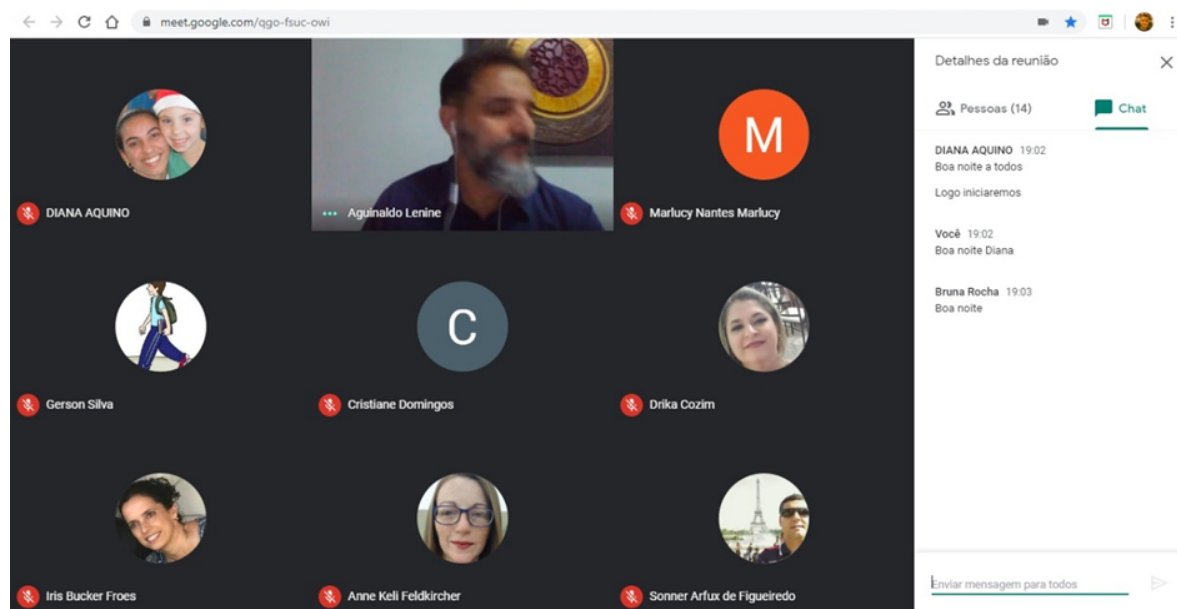 meet.google.com/qgo-fsuc-owi
DIANA AQUINO
Aguinaldo Lenine
M
Marlucy Nantes Marlucy
Gerson Silva
C
Cristiane Domingos
Drika Cozim
Iris Bucker Froes
Anne Keli Feldkircher
Sonner Arfux de Figueiredo
Detalhes da reunião
Pessoas (14)
Chat
DIANA AQUINO 19:02
Boa noite a todos
Logo iniciaremos
Você 19:02
Boa noite Diana
Bruna Rocha 19:03
Boa noite
Enviar mensagem para todos